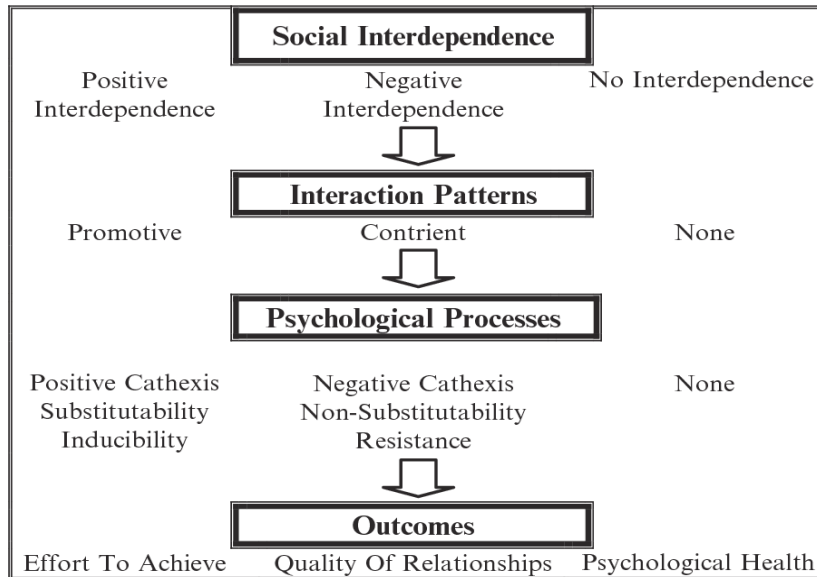 Social Interdependence
Positive Interdependence
Negative Interdependence
No Interdependence
Interaction Patterns
Promotive
Contrient
None
Psychological Processes
Positive Cathexis
Substitutability
Inducibility
Negative Cathexis
Non-Substitutability
Resistance
None
Outcomes
Effort To Achieve
Quality Of Relationships
Psychological Health